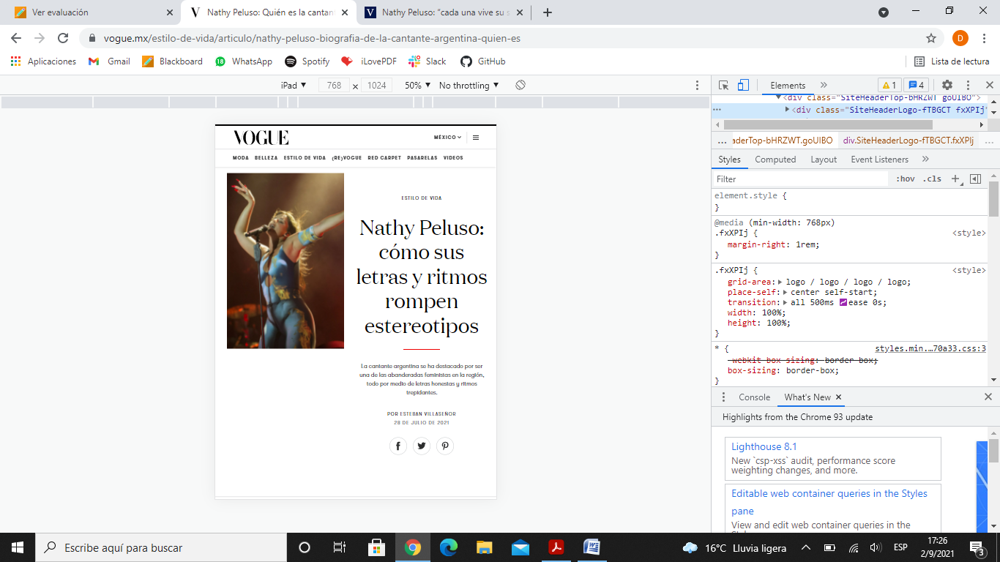 Ver evaluación
Nathy Peluso: Quién es la cantan
Nathy Peluso: "cada una vive su s
vogue.mx/estilo-de-vida/articulo/nathy-peluso-biografia-de-la-cantante-argentina-quien-es
D
Aplicaciones Gmail Blackboard 18 WhatsApp Spotify iLovePDF Slack GitHub Lista de lectura
iPad 768 × 1024 50% No throttling
Elements 1 4
<div class="SiteHeaderTop-bHRZWT goUIBO">
<div class="SiteHeaderLogo-fTBGCT fxXPIj"
... aderTop-bHRZWT.goUIBO div.SiteHeaderLogo-fTBGCT.fxXPIj ...
Styles Computed Layout Event Listeners
Filter :hov .cls
element.style {
}
@media (min-width: 768px)
.fxXPIj { <style>
margin-right: 1rem;
}
.fxXPIj { <style>
grid-area: logo / logo / logo / logo;
place-self: center self-start;
transition: all 500ms ease 0s;
width: 100%;
height: 100%;
}
* { styles.min.…70a33.css:3
-webkit-box-sizing: border-box;
box-sizing: border-box;
}
Console What's New
Highlights from the Chrome 93 update
Lighthouse 8.1
New `csp-xss` audit, performance score
weighting changes, and more.
Editable web container queries in the Styles
pane
View and edit web container queries in the
VOGUE
MÉXICO
MODA BELLEZA ESTILO DE VIDA (RE)VOGUE RED CARPET PASARELAS VIDEOS
ESTILO DE VIDA
Nathy Peluso:
cómo sus
letras y ritmos
rompen
estereotipos
La cantante argentina se ha destacado por ser
una de las abanderadas feministas en la región,
todo por medio de letras honestas y ritmos
trepidantes.
POR ESTEBAN VILLASEÑOR
28 DE JULIO DE 2021
Escribe aquí para buscar
16°C Lluvia ligera
ESP
17:26
2/9/2021
3